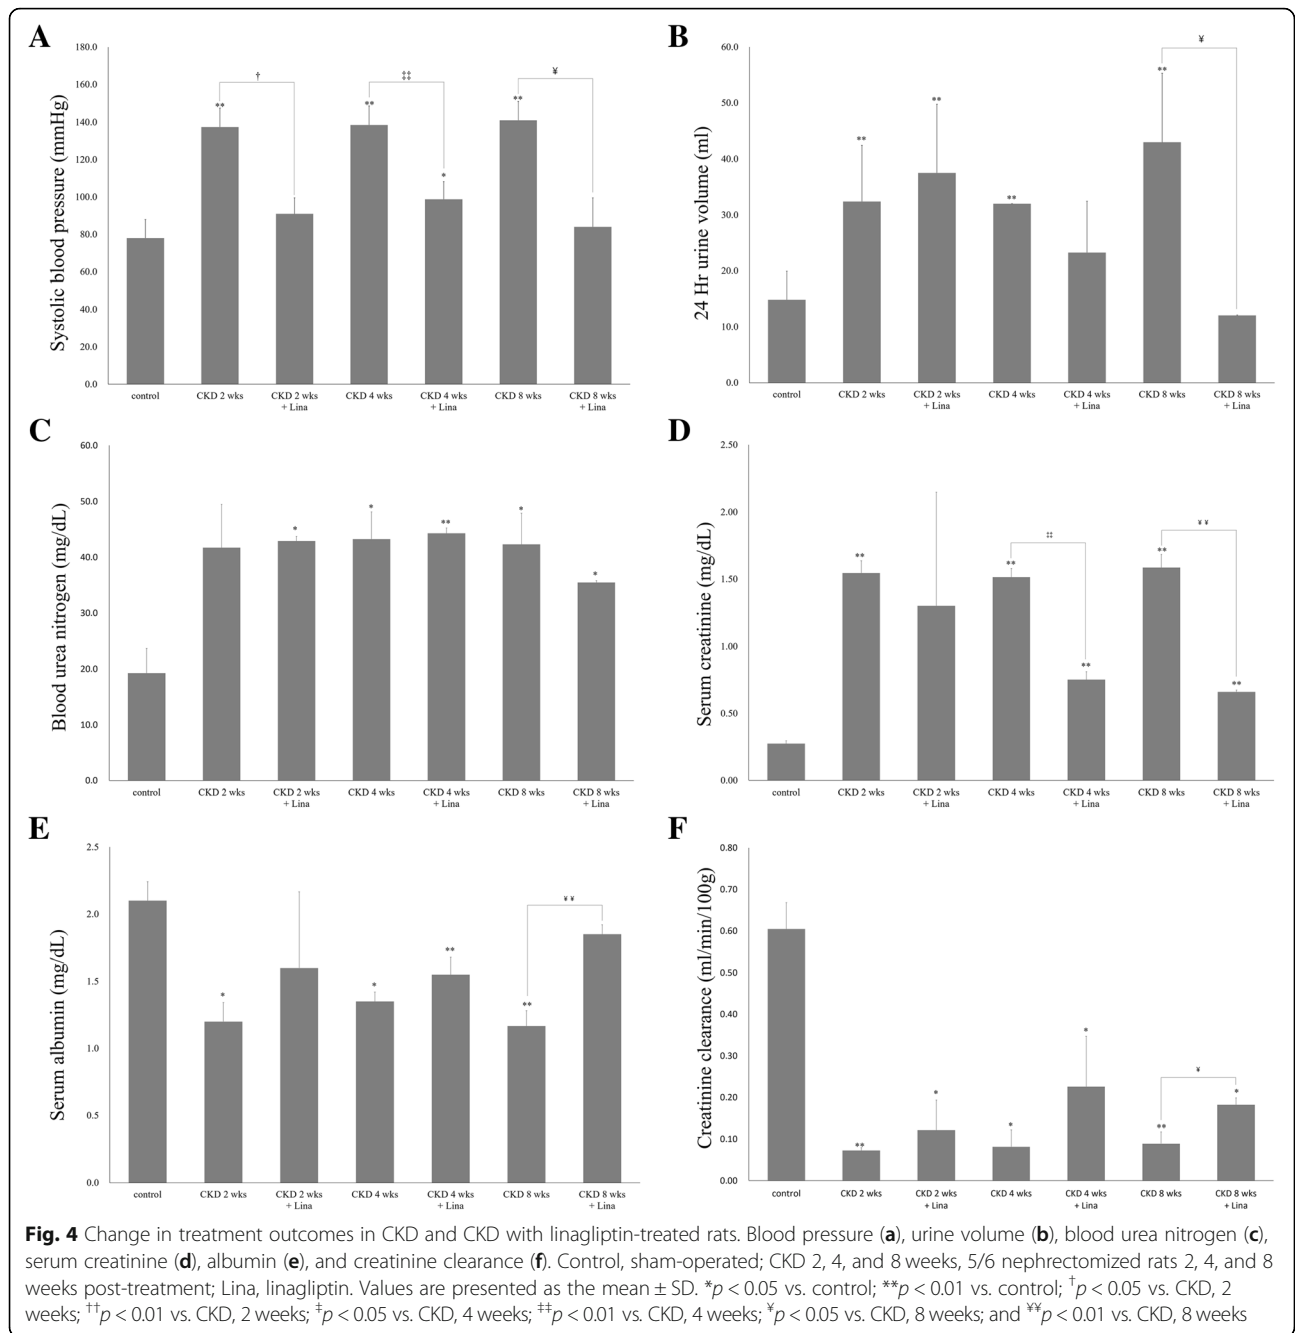 A
Systolic blood pressure (mmHg)
180.0
160.0
140.0
120.0
100.0
80.0
60.0
40.0
20.0
0.0
** † ** ‡‡ * ** ¥
control CKD 2 wks CKD 2 wks CKD 4 wks CKD 4 wks CKD 8 wks CKD 8 wks
+ Lina + Lina + Lina
B
24 Hr urine volume (ml)
60.0
50.0
40.0
30.0
20.0
10.0
0.0
** ** ** ** ¥
control CKD 2 wks CKD 2 wks CKD 4 wks CKD 4 wks CKD 8 wks CKD 8 wks
+ Lina + Lina + Lina
C
Blood urea nitrogen (mg/dL)
60.0
50.0
40.0
30.0
20.0
10.0
0.0
* * ** * *
control CKD 2 wks CKD 2 wks CKD 4 wks CKD 4 wks CKD 8 wks CKD 8 wks
+ Lina + Lina + Lina
D
Serum creatinine (mg/dL)
2.50
2.00
1.50
1.00
0.50
0.00
** ** ‡‡ ** ** ¥¥ **
control CKD 2 wks CKD 2 wks CKD 4 wks CKD 4 wks CKD 8 wks CKD 8 wks
+ Lina + Lina + Lina
E
Serum albumin (mg/dL)
2.5
2.0
1.5
1.0
0.5
0.0
* * ** ** ¥¥
control CKD 2 wks CKD 2 wks CKD 4 wks CKD 4 wks CKD 8 wks CKD 8 wks
+ Lina + Lina + Lina
F
Creatinine clearance (ml/min/100g)
0.80
0.70
0.60
0.50
0.40
0.30
0.20
0.10
0.00
** * * * ** ¥ *
control CKD 2 wks CKD 2 wks CKD 4 wks CKD 4 wks CKD 8 wks CKD 8 wks
+ Lina + Lina + Lina
Fig. 4 Change in treatment outcomes in CKD and CKD with linagliptin-treated rats. Blood pressure (a), urine volume (b), blood urea nitrogen (c),
serum creatinine (d), albumin (e), and creatinine clearance (f). Control, sham-operated; CKD 2, 4, and 8 weeks, 5/6 nephrectomized rats 2, 4, and 8
weeks post-treatment; Lina, linagliptin. Values are presented as the mean ± SD. *p < 0.05 vs. control; **p < 0.01 vs. control; †p < 0.05 vs. CKD, 2
weeks; ††p < 0.01 vs. CKD, 2 weeks; ‡p < 0.05 vs. CKD, 4 weeks; ‡‡p < 0.01 vs. CKD, 4 weeks; ¥p < 0.05 vs. CKD, 8 weeks; and ¥¥p < 0.01 vs. CKD, 8 weeks